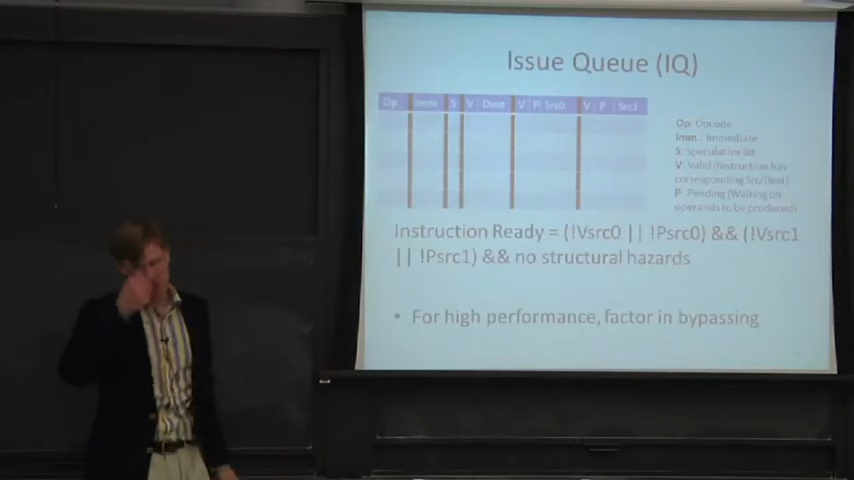 Issue Queue (IQ)
Op Imm S V Dest V P Src0 V P Src1
Op: Opcode
Imm.: Immediate
S: Speculative Bit
V: Valid (Instruction has
corresponding Src/Dest)
P: Pending (Waiting on
operands to be produced)
Instruction Ready = (!Vsrc0 || !Psrc0) && (!Vsrc1
|| !Psrc1) && no structural hazards
• For high performance, factor in bypassing